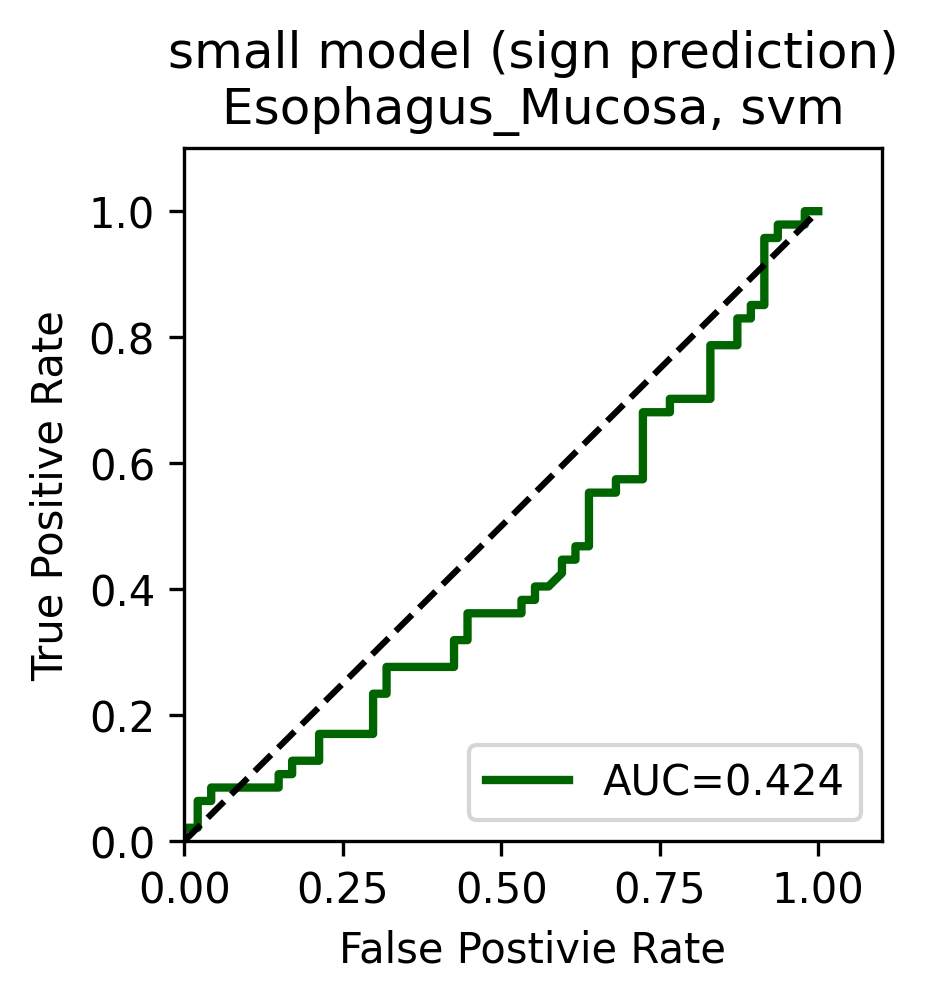 small model (sign prediction)
Esophagus_Mucosa, svm
1.0
0.8
0.6
0.4
0.2
0.0
True Positive Rate
AUC=0.424
0.00 0.25 0.50 0.75 1.00
False Postivie Rate